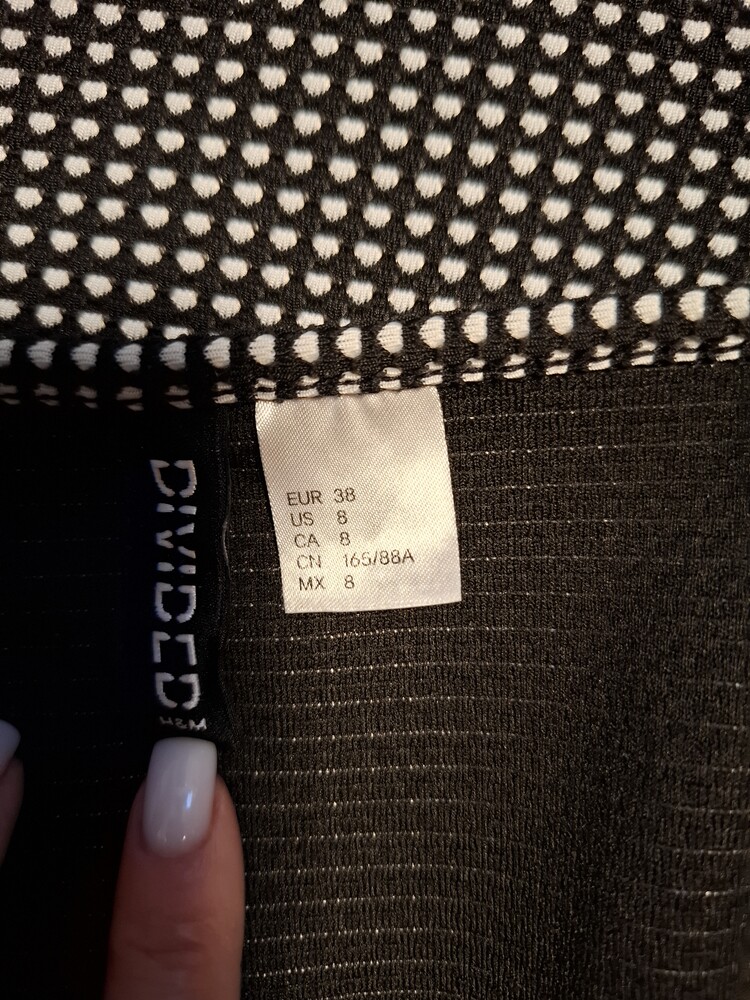 DIVIDED
H&M
EUR 38
US 8
CA 8
CN 165/88A
MX 8